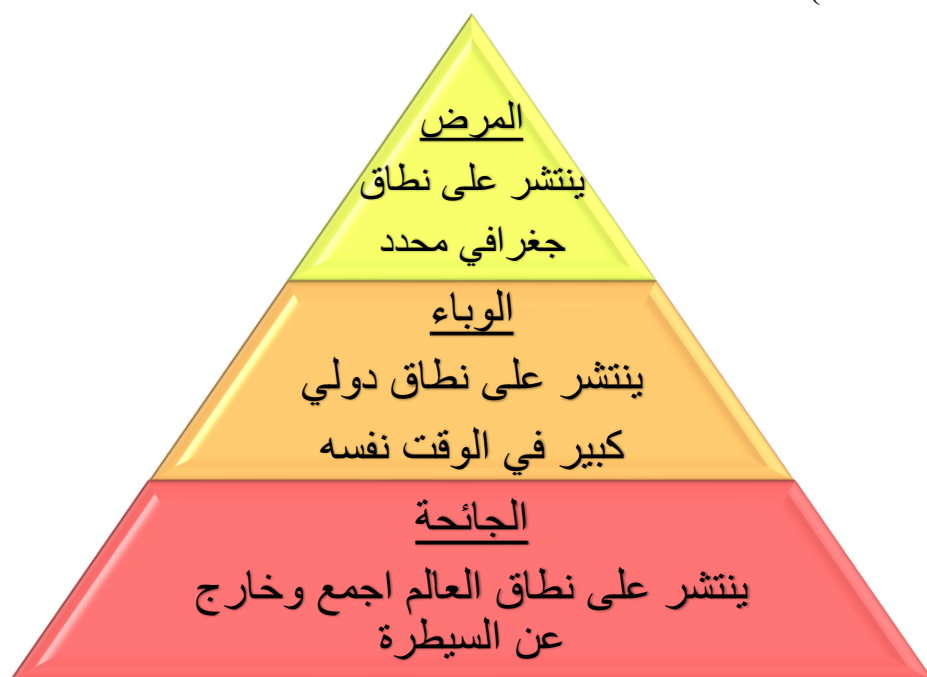 المرض
ينتشر على نطاق
جغرافي محدد
الوباء
ينتشر على نطاق دولي
كبير في الوقت نفسه
الجائحة
ينتشر على نطاق العالم اجمع وخارج
عن السيطرة